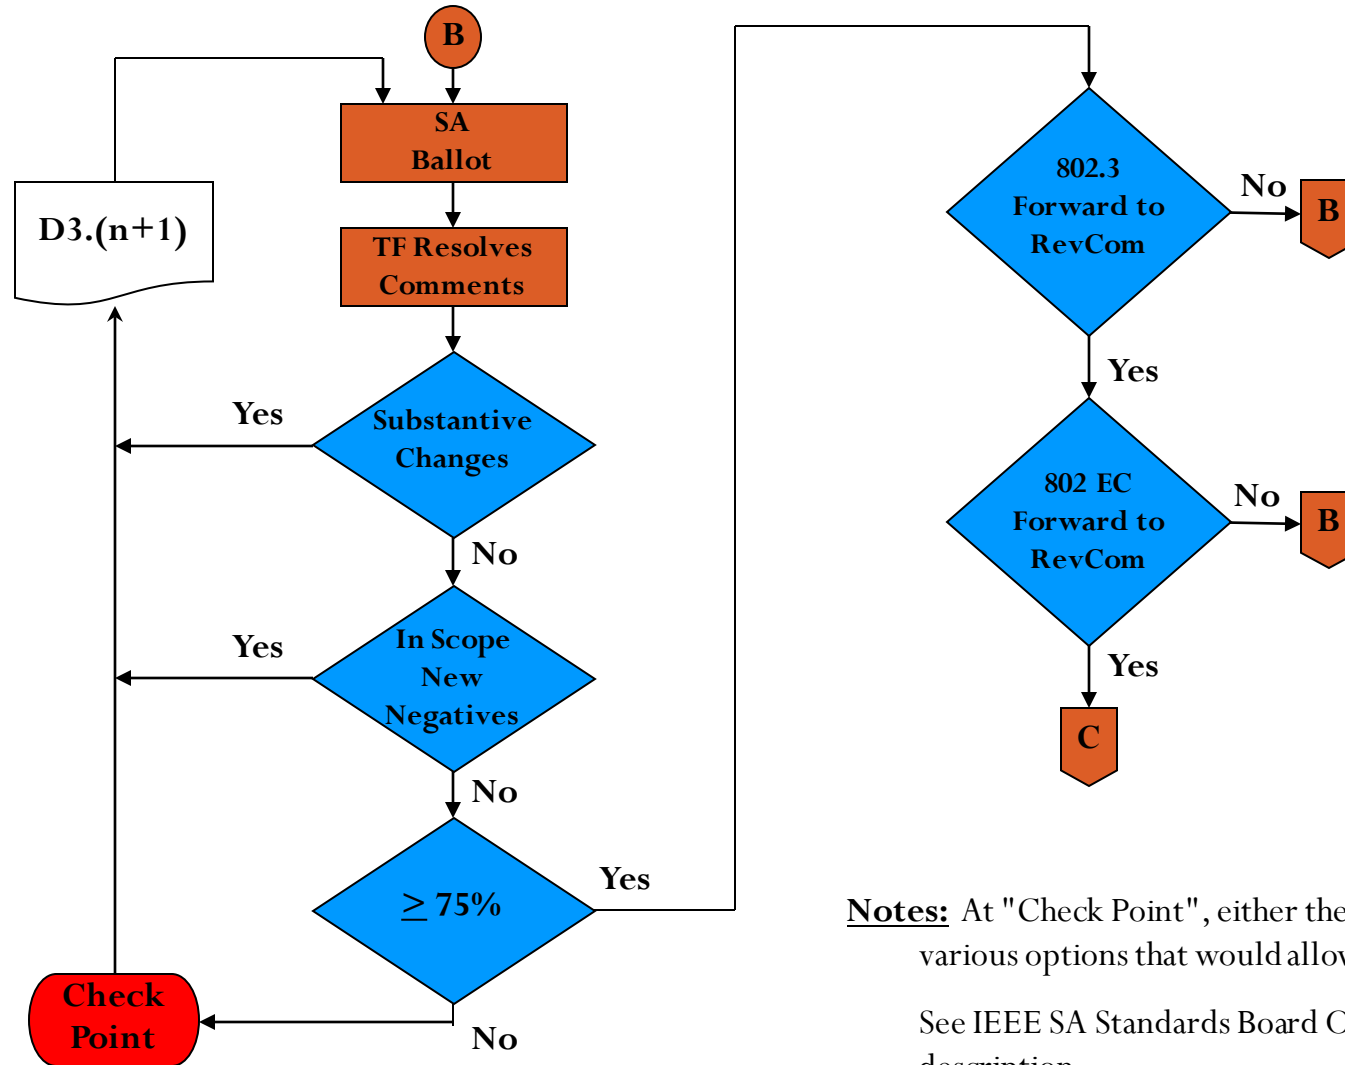 B
SA
Ballot
D3.(n+1)
TF Resolves
Comments
Yes
Substantive
Changes
No
Yes
In Scope
New
Negatives
No
≥ 75%
Yes
Check
Point
No
802.3
Forward to
RevCom
No
B
Yes
802 EC
Forward to
RevCom
No
B
Yes
C
Notes: At "Check Point", either the
various options that would allow
See IEEE SA Standards Board O
description